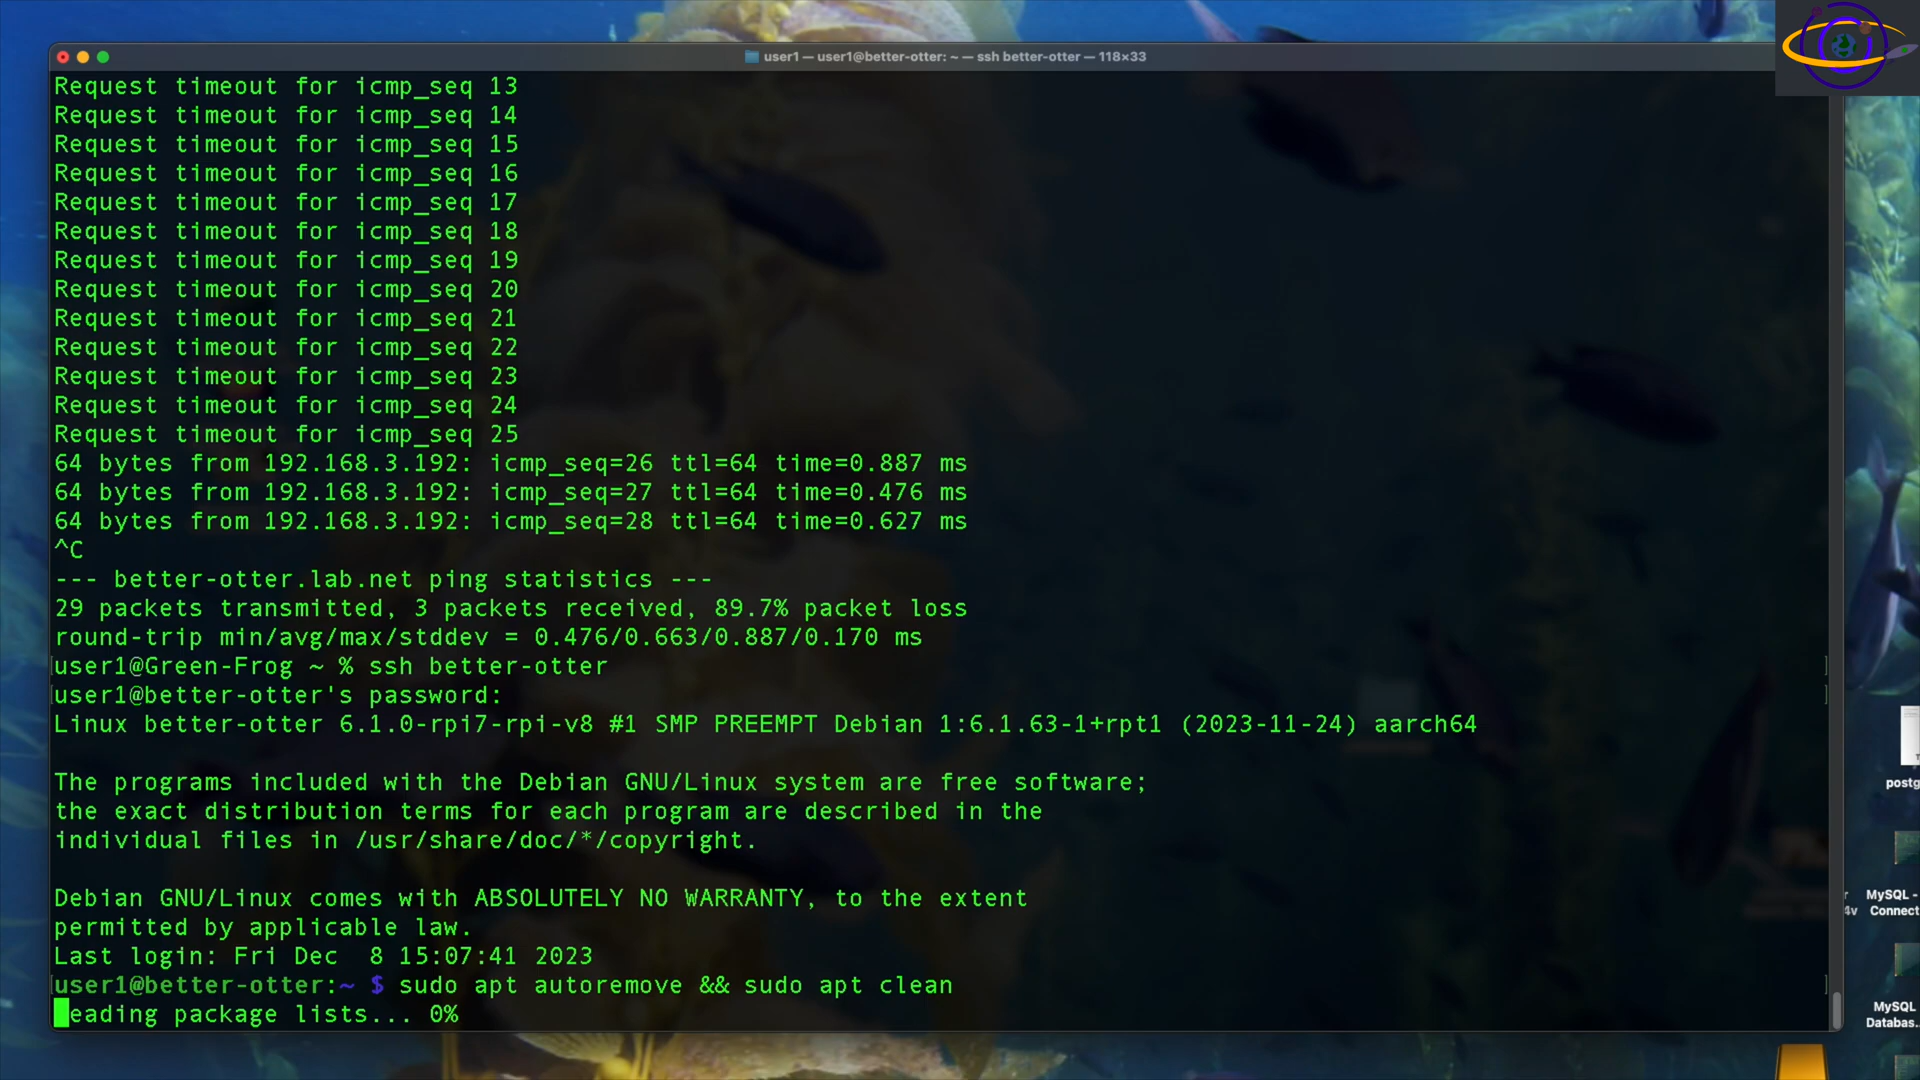 user1 — user1@better-otter: ~ — ssh better-otter — 118×33
Request timeout for icmp_seq 13
Request timeout for icmp_seq 14
Request timeout for icmp_seq 15
Request timeout for icmp_seq 16
Request timeout for icmp_seq 17
Request timeout for icmp_seq 18
Request timeout for icmp_seq 19
Request timeout for icmp_seq 20
Request timeout for icmp_seq 21
Request timeout for icmp_seq 22
Request timeout for icmp_seq 23
Request timeout for icmp_seq 24
Request timeout for icmp_seq 25
64 bytes from 192.168.3.192: icmp_seq=26 ttl=64 time=0.887 ms
64 bytes from 192.168.3.192: icmp_seq=27 ttl=64 time=0.476 ms
64 bytes from 192.168.3.192: icmp_seq=28 ttl=64 time=0.627 ms
^C
--- better-otter.lab.net ping statistics ---
29 packets transmitted, 3 packets received, 89.7% packet loss
round-trip min/avg/max/stddev = 0.476/0.663/0.887/0.170 ms
user1@Green-Frog ~ % ssh better-otter
user1@better-otter's password:
Linux better-otter 6.1.0-rpi7-rpi-v8 #1 SMP PREEMPT Debian 1:6.1.63-1+rpt1 (2023-11-24) aarch64
The programs included with the Debian GNU/Linux system are free software;
the exact distribution terms for each program are described in the
individual files in /usr/share/doc/*/copyright.
Debian GNU/Linux comes with ABSOLUTELY NO WARRANTY, to the extent
permitted by applicable law.
Last login: Fri Dec  8 15:07:41 2023
user1@better-otter:~ $ sudo apt autoremove && sudo apt clean
eading package lists... 0%
postg
MySQL -
Connect
MySQL
Databas...